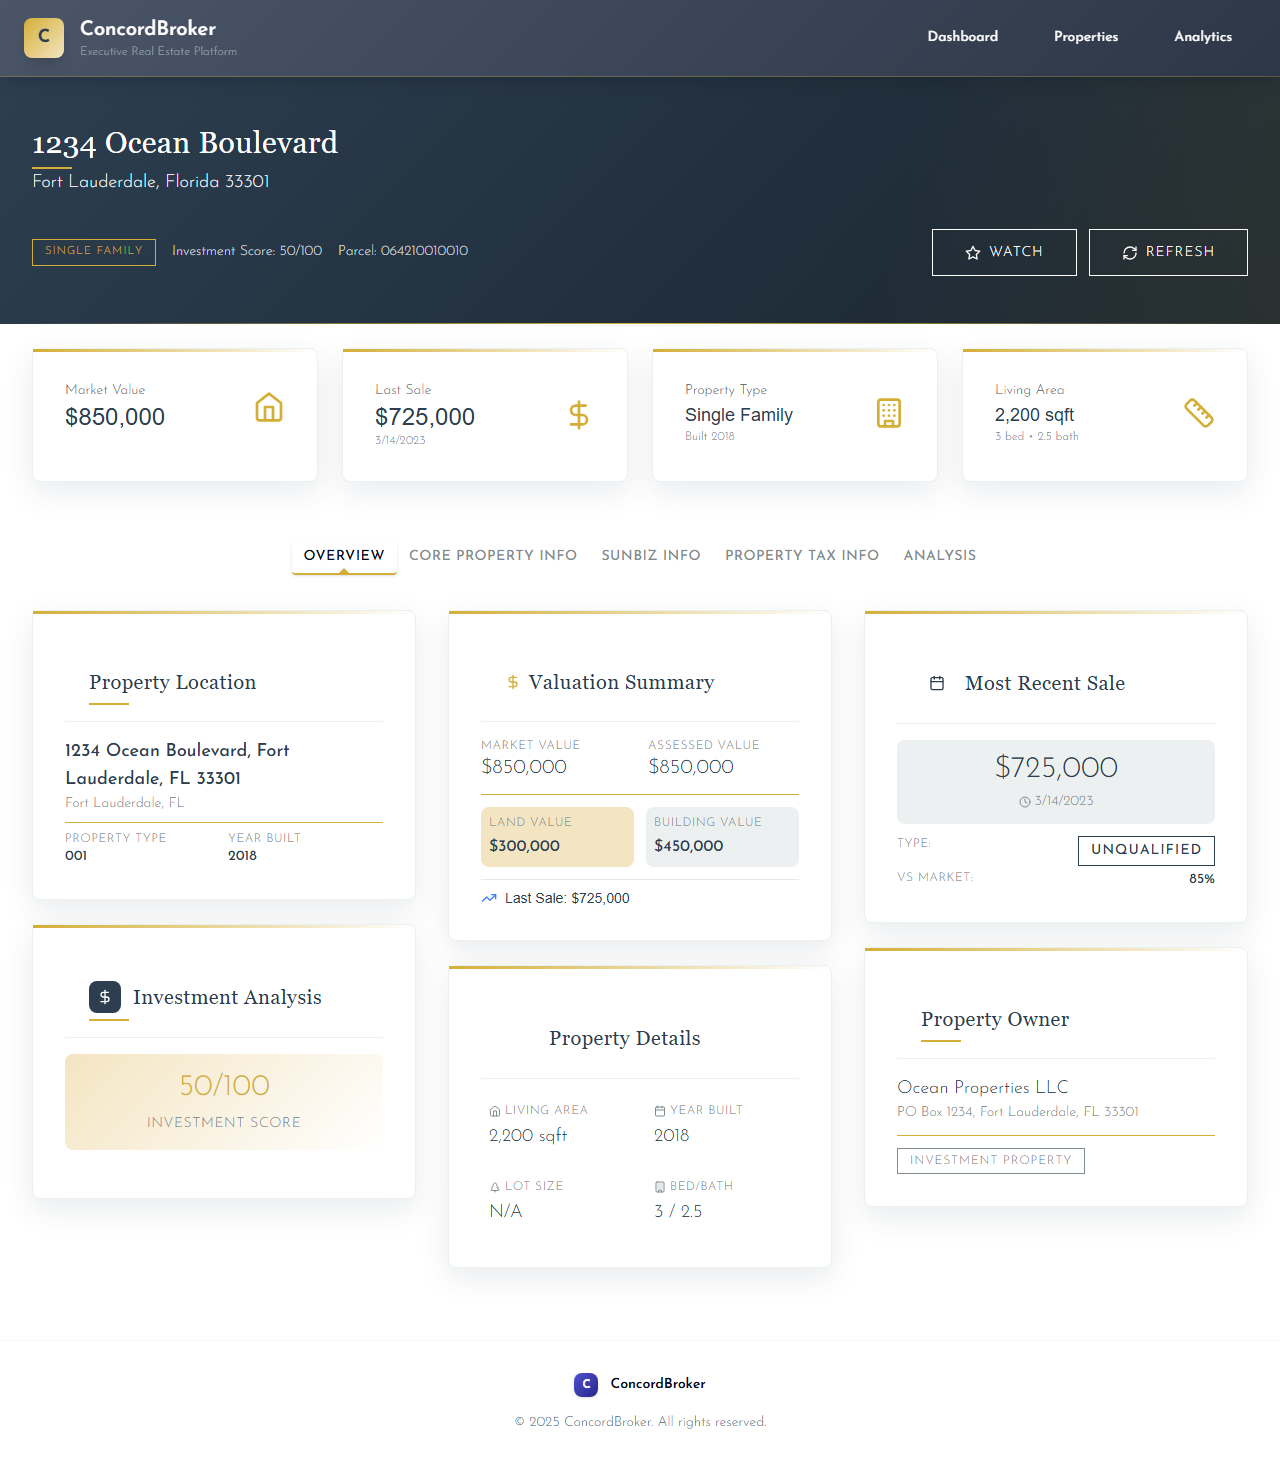 C
ConcordBroker
Executive Real Estate Platform
Dashboard
Properties
Analytics
1234 Ocean Boulevard
Fort Lauderdale, Florida 33301
SINGLE FAMILY
Investment Score: 50/100
Parcel: 064210010010
WATCH
REFRESH
Market Value
$850,000
Last Sale
$725,000
3/14/2023
Property Type
Single Family
Built 2018
Living Area
2,200 sqft
3 bed • 2.5 bath
OVERVIEW
CORE PROPERTY INFO
SUNBIZ INFO
PROPERTY TAX INFO
ANALYSIS
Property Location
1234 Ocean Boulevard, Fort
Lauderdale, FL 33301
Fort Lauderdale, FL
PROPERTY TYPE
001
YEAR BUILT
2018
Investment Analysis
50/100
INVESTMENT SCORE
Valuation Summary
MARKET VALUE
$850,000
ASSESSED VALUE
$850,000
LAND VALUE
$300,000
BUILDING VALUE
$450,000
Last Sale: $725,000
Property Details
LIVING AREA
2,200 sqft
YEAR BUILT
2018
LOT SIZE
N/A
BED/BATH
3 / 2.5
Most Recent Sale
$725,000
3/14/2023
TYPE:
UNQUALIFIED
VS MARKET:
85%
Property Owner
Ocean Properties LLC
PO Box 1234, Fort Lauderdale, FL 33301
INVESTMENT PROPERTY
C
ConcordBroker
© 2025 ConcordBroker. All rights reserved.